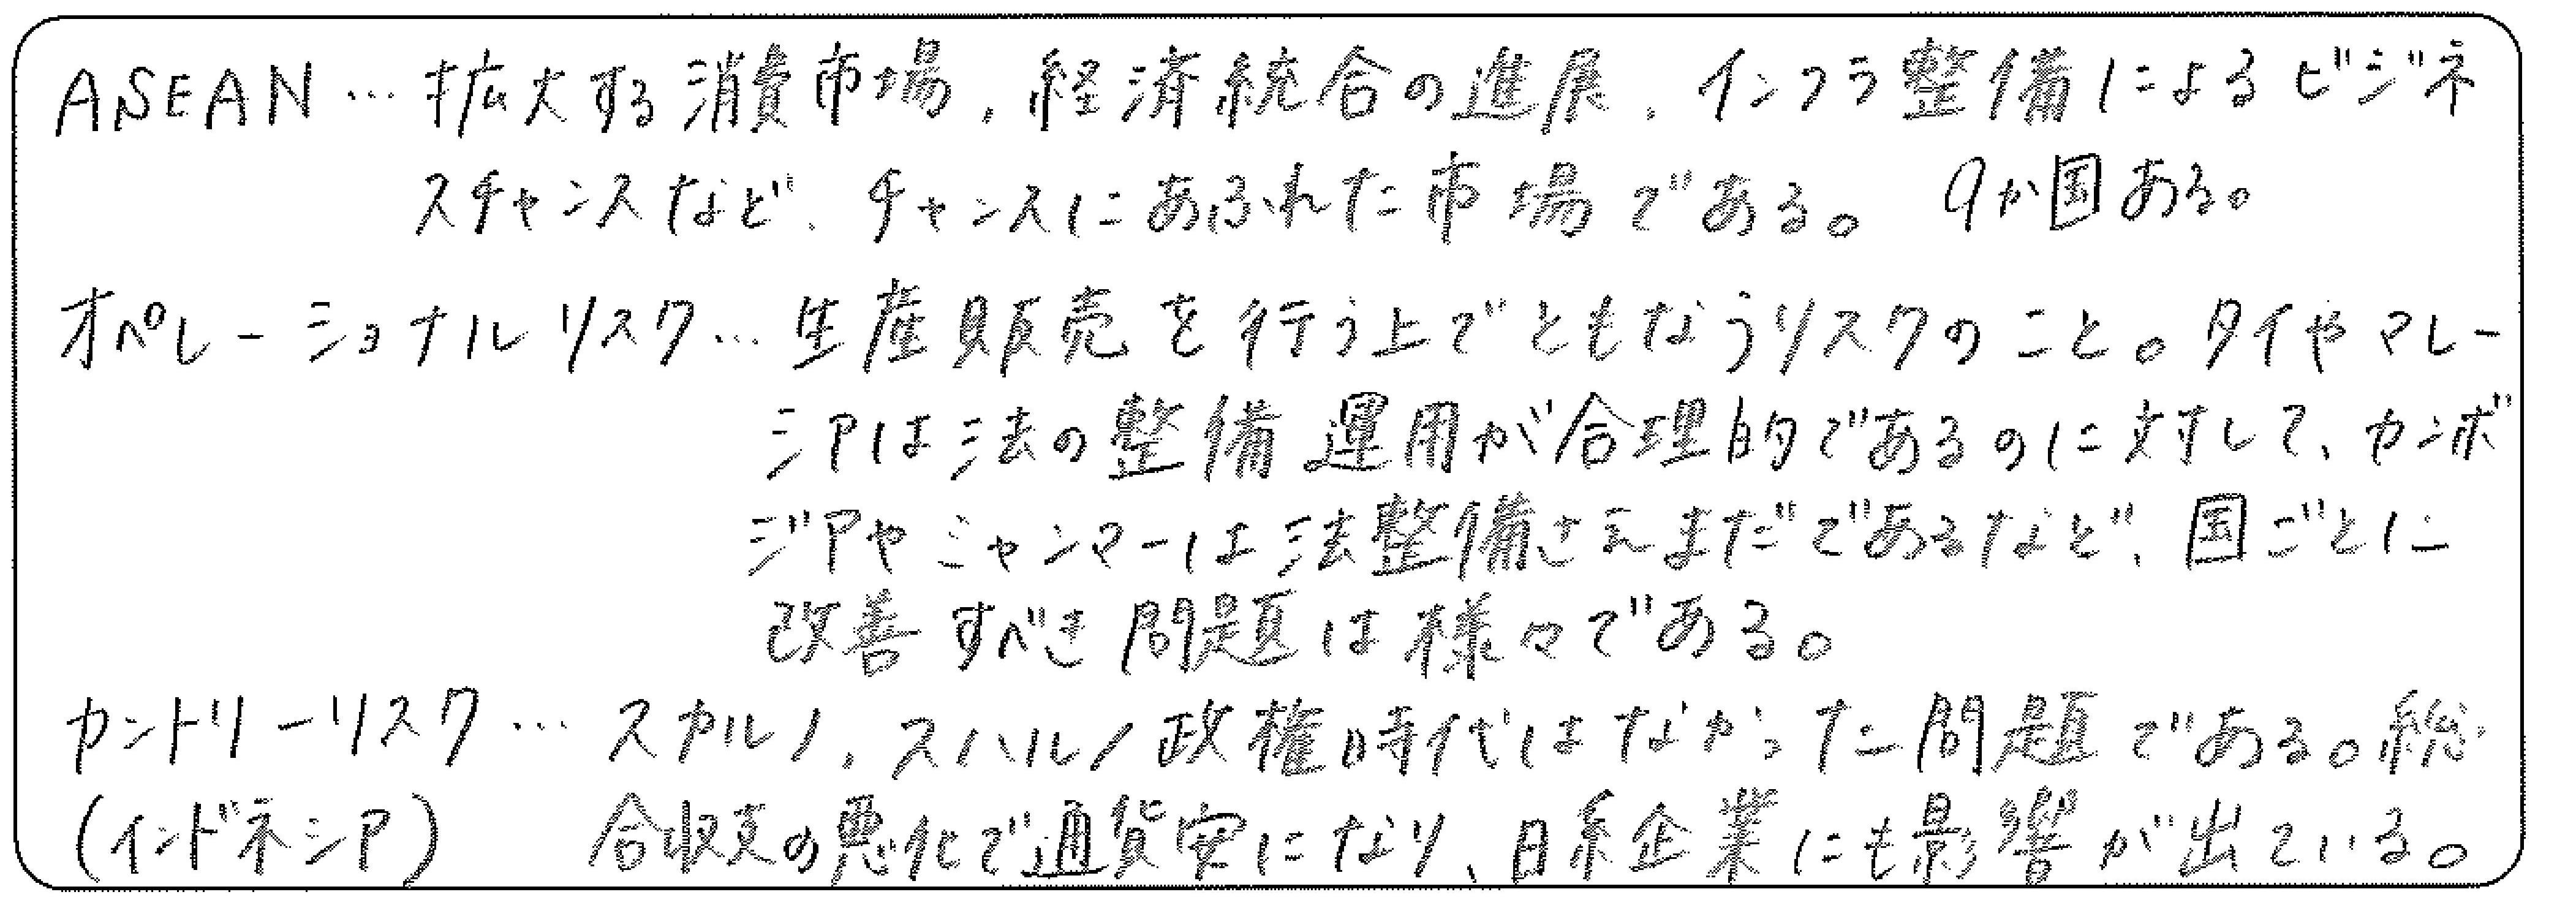 ASEAN…拡大する消費市場、経済統合の進展、インフラ整備によるビジネ
スチャンスなど、チャンスにあふれた市場である。 9か国ある。
オペレーショナルリスク…生産販売を行う上でともなうリスクのこと。タイやマレー
シアは法の整備運用が合理的であるのに対して、カンボ
ジアやミャンマーは法整備さえまだであるなど、国ごとに
改善すべき問題は様々である。
カントリーリスク…スカルノ、スハルノ政権時代はなかった問題である。総
(インドネシア) 合収支の悪化で通貨安になり、日系企業にも影響が出ている。